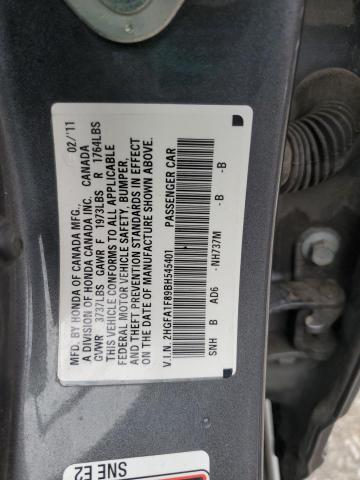 MFD. BY HONDA OF CANADA MFG., 02/'11
A DIVISION OF HONDA CANADA INC. CANADA
GVWR 3737LBS GAWR F 1973LBS R 1764LBS
THIS VEHICLE CONFORMS TO ALL APPLICABLE
FEDERAL MOTOR VEHICLE SAFETY, BUMPER,
AND THEFT PREVENTION STANDARDS IN EFFECT
ON THE DATE OF MANUFACTURE SHOWN ABOVE.
V.I.N. 2HGFA1F89BH545401 PASSENGER CAR
SNH B AD6 -NH737M -B -B
SNE E2